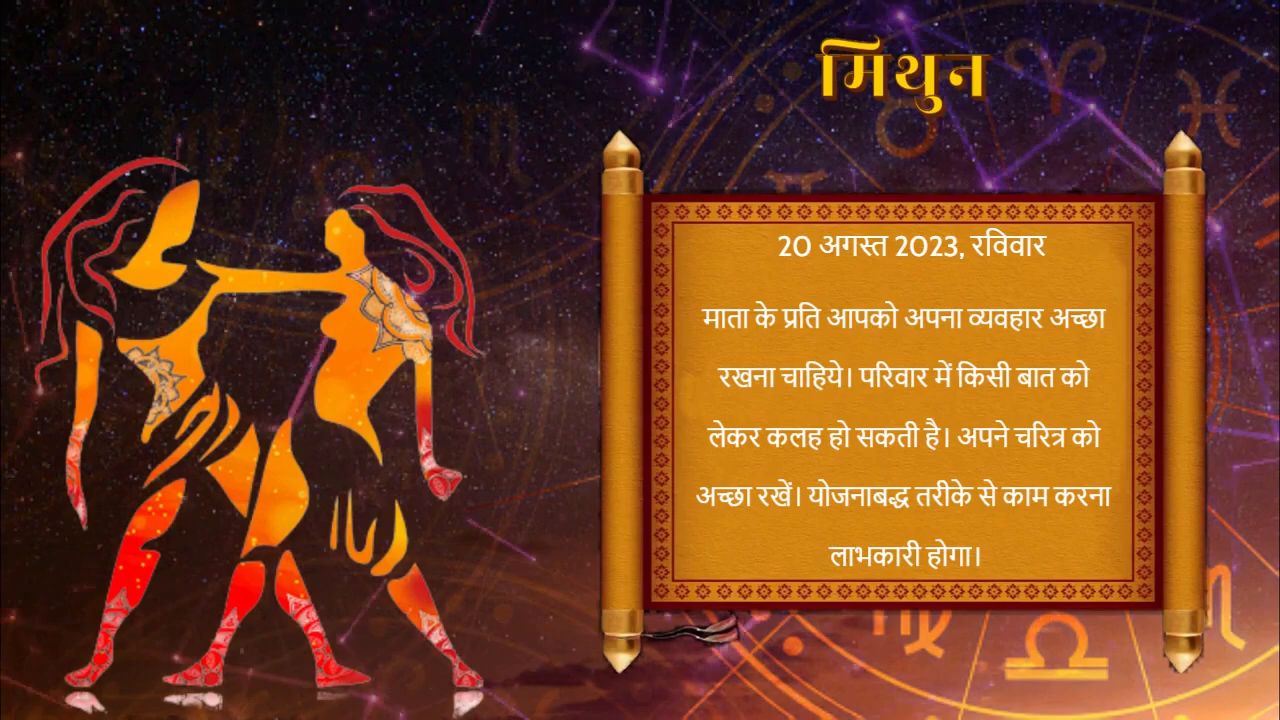 मिथुन
20 अगस्त 2023, रविवार
माता के प्रति आपको अपना व्यवहार अच्छा
रखना चाहिये। परिवार में किसी बात को
लेकर कलह हो सकती है। अपने चरित्र को
अच्छा रखें। योजनाबद्ध तरीके से काम करना
लाभकारी होगा।